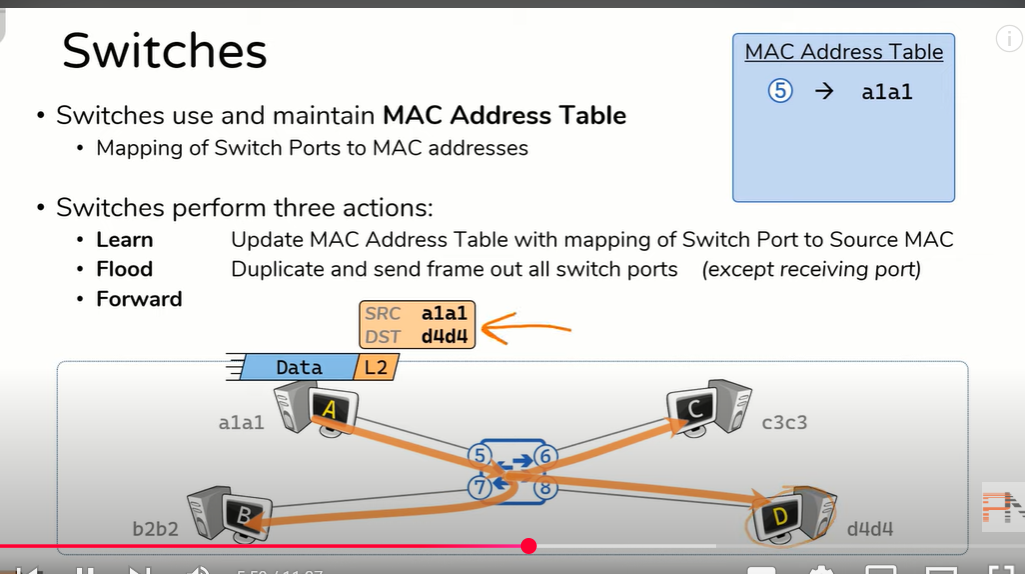 Switches
MAC Address Table
⑤ → a1a1
• Switches use and maintain MAC Address Table
• Mapping of Switch Ports to MAC addresses
• Switches perform three actions:
• Learn Update MAC Address Table with mapping of Switch Port to Source MAC
• Flood Duplicate and send frame out all switch ports (except receiving port)
• Forward
SRC a1a1
DST d4d4
Data L2
A
a1a1
C
c3c3
⑤ ⑥
⑦ ⑧
B
b2b2
D
d4d4